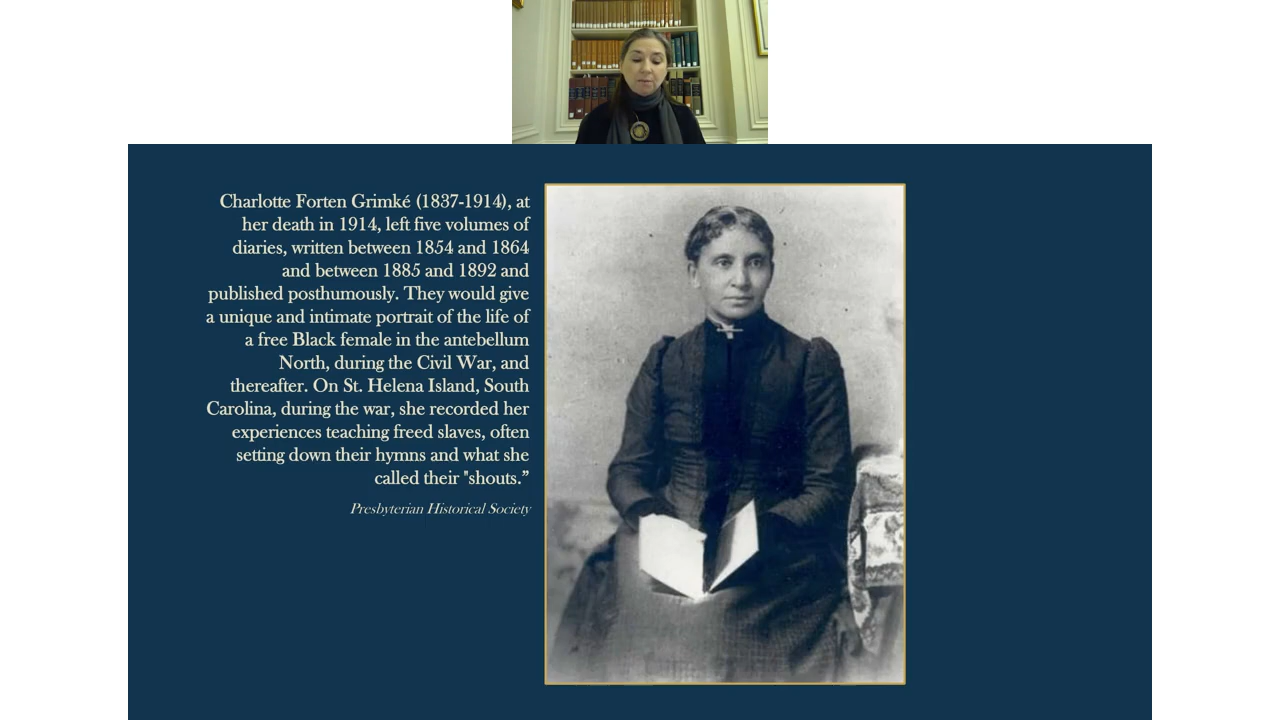 Charlotte Forten Grimké (1837-1914), at
her death in 1914, left five volumes of
diaries, written between 1854 and 1864
and between 1885 and 1892 and
published posthumously. They would give
a unique and intimate portrait of the life of
a free Black female in the antebellum
North, during the Civil War, and
thereafter. On St. Helena Island, South
Carolina, during the war, she recorded her
experiences teaching freed slaves, often
setting down their hymns and what she
called their "shouts.”
Presbyterian Historical Society